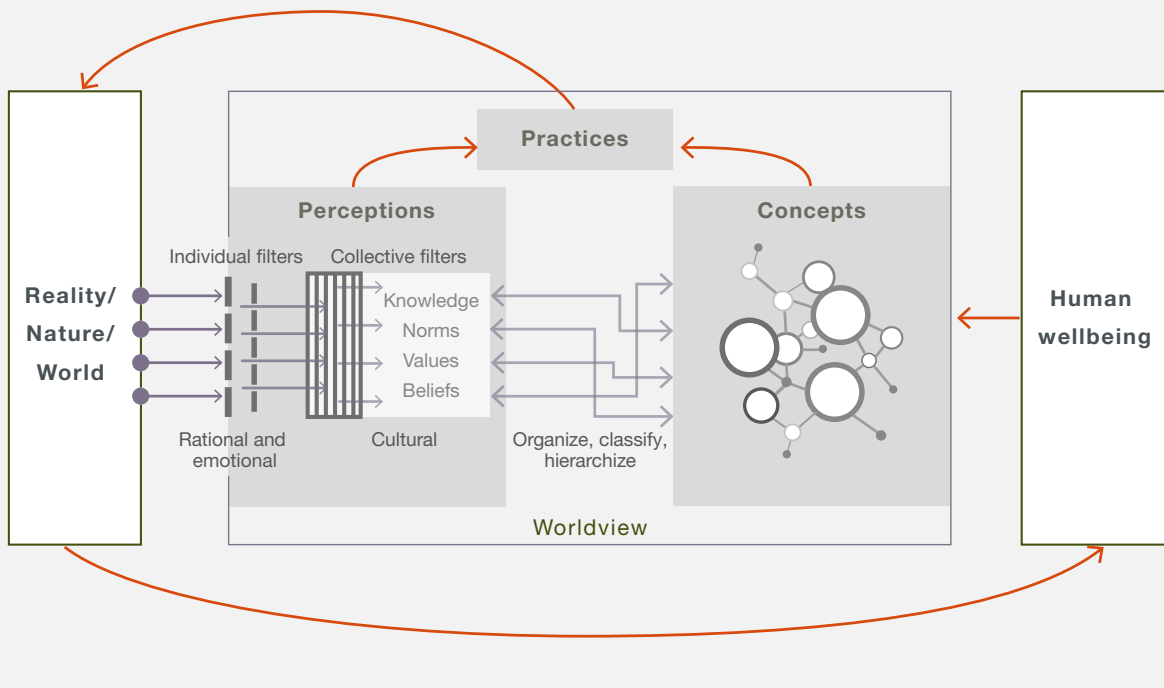 Practices
Perceptions
Concepts
Individual filters
Collective filters
Reality/
Nature/
World
Knowledge
Norms
Values
Beliefs
Human
wellbeing
Rational and
emotional
Cultural
Organize, classify,
hierarchize
Worldview